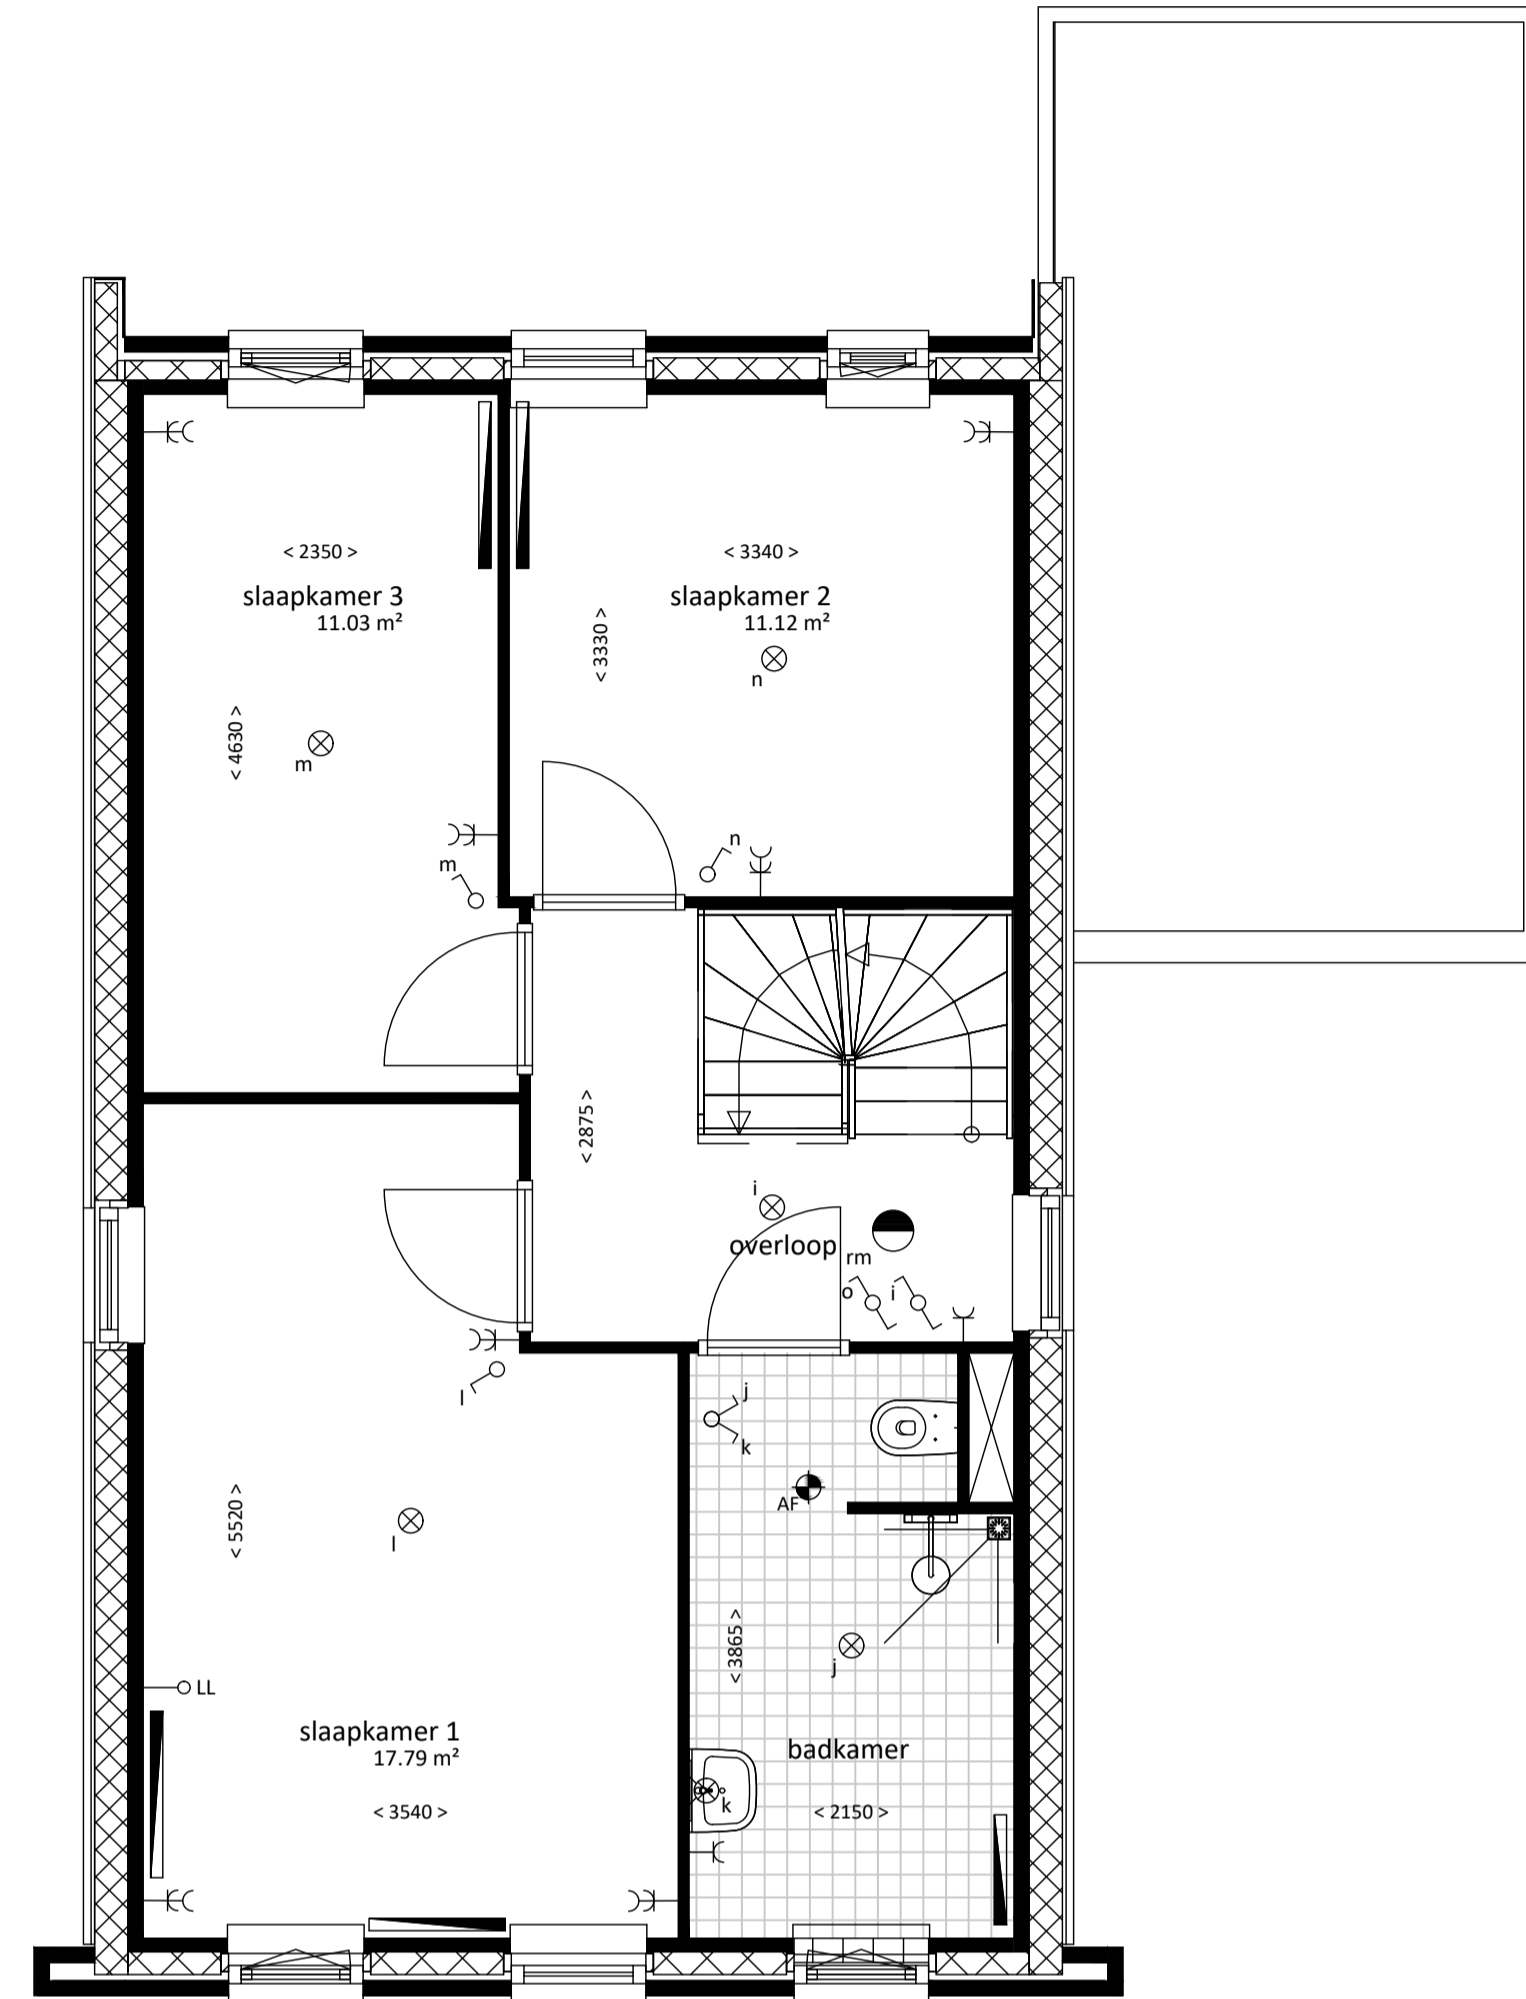 < 2350 >
slaapkamer 3
11.03 m²
< 4630 >
m
m
< 3340 >
slaapkamer 2
11.12 m²
< 3330 >
n
n
< 2875 >
i
overloop
rm
o
i
l
< 5520 >
l
LL
slaapkamer 1
17.79 m²
< 3540 >
j
k
AF
< 3865 >
j
badkamer
k
< 2150 >